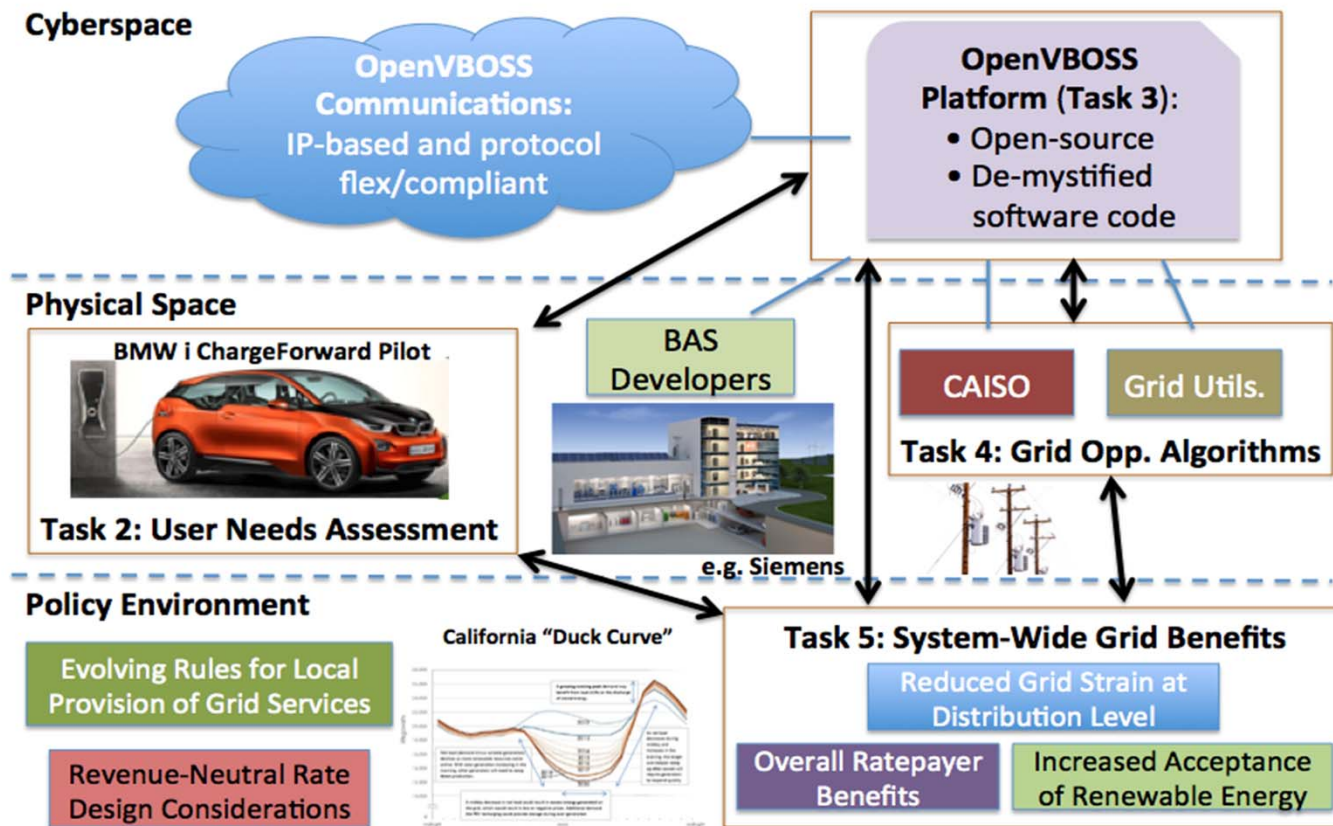 Cyberspace
OpenVBOSS
Communications:
IP-based and protocol
flex/compliant
OpenVBOSS
Platform (Task 3):
• Open-source
• De-mystified
software code
Physical Space
BMW i ChargeForward Pilot
Task 2: User Needs Assessment
BAS
Developers
e.g. Siemens
CAISO
Grid Utils.
Task 4: Grid Opp. Algorithms
Policy Environment
Evolving Rules for Local
Provision of Grid Services
Revenue-Neutral Rate
Design Considerations
California “Duck Curve”
Task 5: System-Wide Grid Benefits
Reduced Grid Strain at
Distribution Level
Overall Ratepayer
Benefits
Increased Acceptance
of Renewable Energy